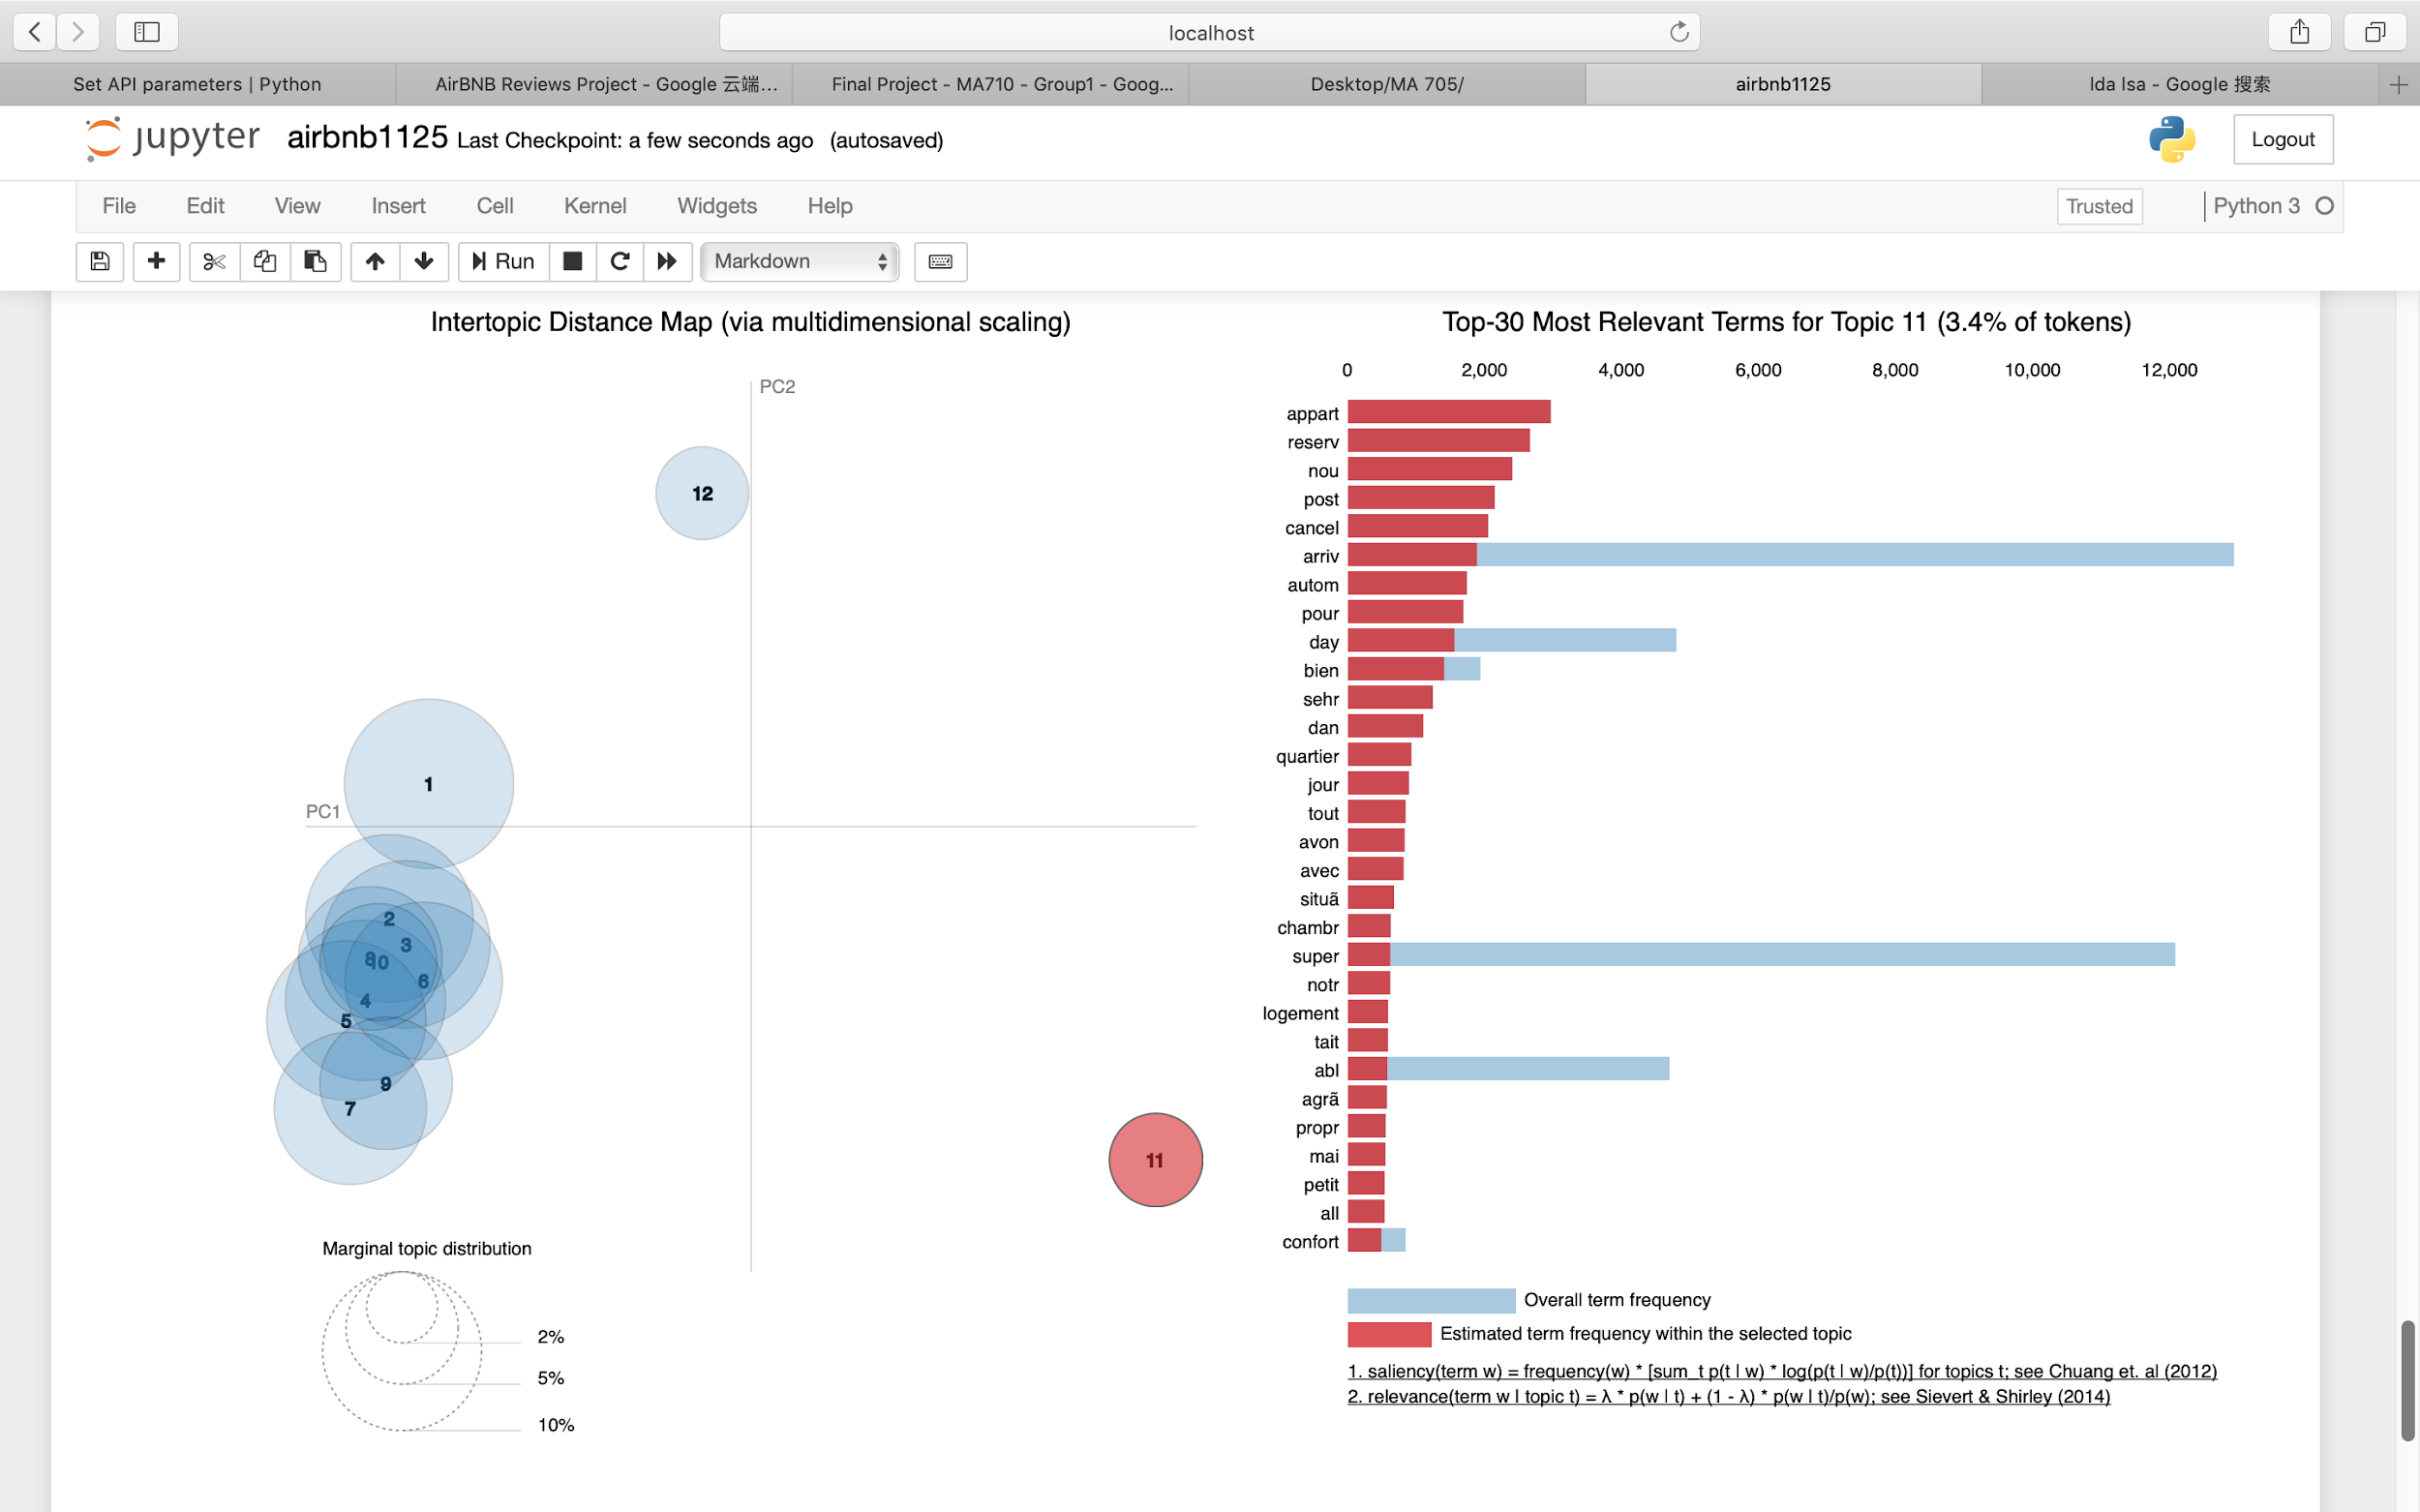 localhost
Set API parameters | Python
AirBNB Reviews Project - Google 云端...
Final Project - MA710 - Group1 - Goog...
Desktop/MA 705/
airbnb1125
lda lsa - Google 搜索
jupyter airbnb1125 Last Checkpoint: a few seconds ago (autosaved)
Logout
File Edit View Insert Cell Kernel Widgets Help
Trusted
Python 3
Run
Markdown
Intertopic Distance Map (via multidimensional scaling)
PC2
12
1
PC1
2
3
8
10
6
4
5
9
7
11
Marginal topic distribution
2%
5%
10%
Top-30 Most Relevant Terms for Topic 11 (3.4% of tokens)
0 2,000 4,000 6,000 8,000 10,000 12,000
appart
reserv
nou
post
cancel
arriv
autom
pour
day
bien
sehr
dan
quartier
jour
tout
avon
avec
situã
chambr
super
notr
logement
tait
abl
agrã
propr
mai
petit
all
confort
Overall term frequency
Estimated term frequency within the selected topic
1. saliency(term w) = frequency(w) * [sum_t p(t | w) * log(p(t | w)/p(t))] for topics t; see Chuang et. al (2012)
2. relevance(term w | topic t) = λ * p(w | t) + (1 - λ) * p(w | t)/p(w); see Sievert & Shirley (2014)